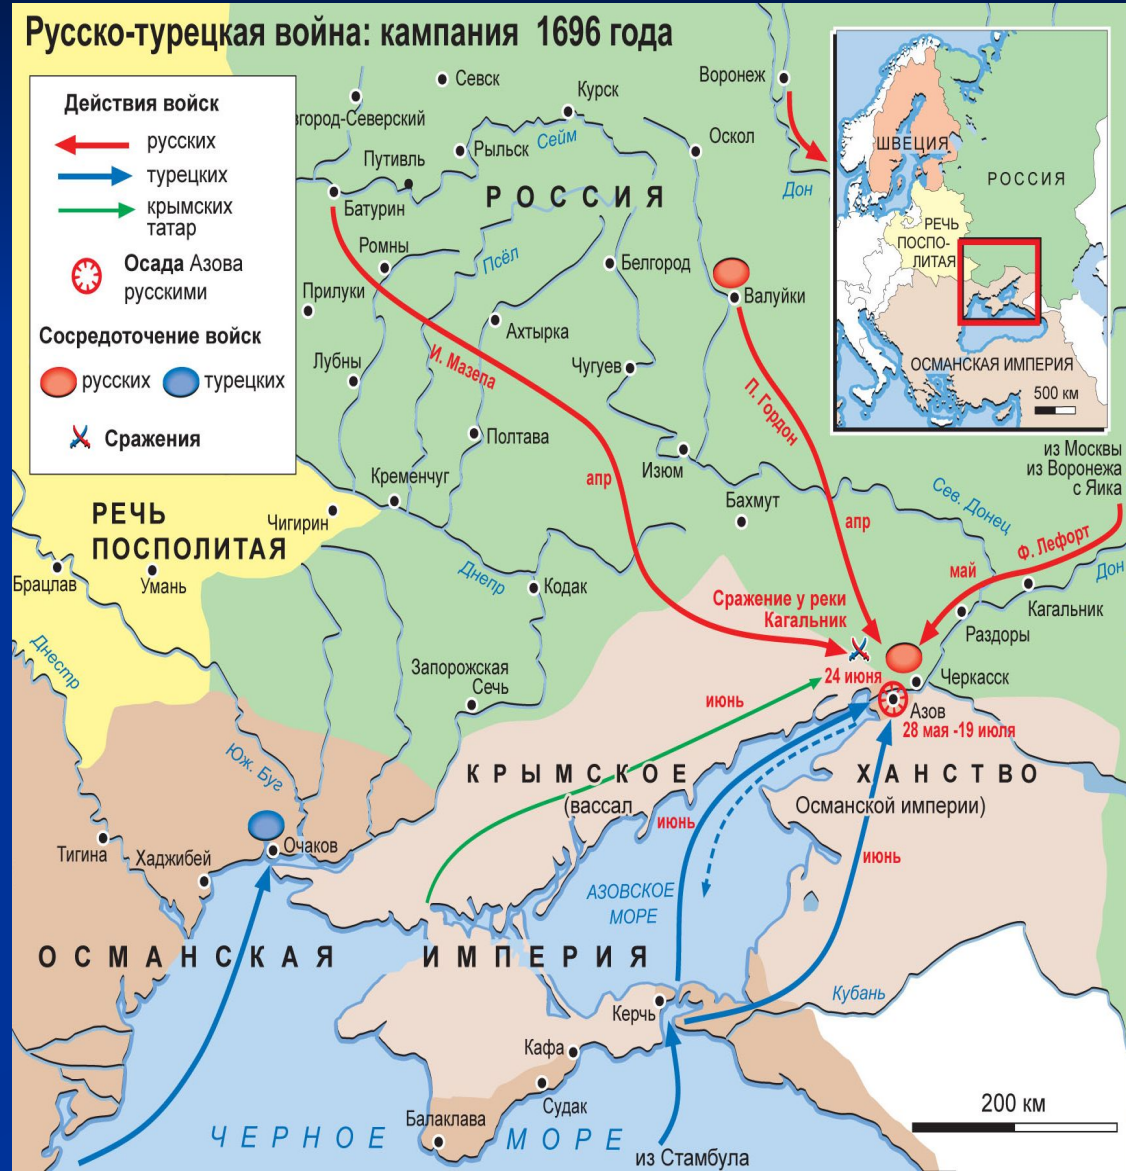 Русско-турецкая война: кампания 1696 года
Действия войск
русских
турецких
крымских
татар
Осада Азова
русскими
Сосредоточение войск
русских
турецких
Сражения
Севск
Курск
Воронеж
згород-Северский
Оскол
Сейм
Рыльск
Путивль
РОССИЯ
Дон
Батурин
Ромны
Псёл
Белгород
Прилуки
Валуйки
Ахтырка
И. Мазепа
Лубны
Чугуев
П. Гордон
Полтава
Изюм
Кременчуг
апр
Бахмут
Сев. Донец
апр
Чигирин
РЕЧЬ
ПОСПОЛИТАЯ
Брацлав
Умань
Днепр
Кодак
ШВЕЦИЯ
РОССИЯ
РЕЧЬ
ПОСПО-
ЛИТАЯ
ОСМАНСКАЯ ИМПЕРИЯ
500 км
из Москвы
из Воронежа
с Яика
Ф. Лефорт
май
Дон
Кагальник
Раздоры
Сражение у реки
Кагальник
24 июня
Черкасск
Азов
28 мая -19 июля
Днестр
Запорожская
Сечь
июнь
Юж. Буг
КРЫМСКОЕ ХАНСТВО
(вассал Османской империи)
июнь
июнь
Тигина
Хаджибей
Очаков
АЗОВСКОЕ
МОРЕ
ОСМАНСКАЯ ИМПЕРИЯ
Кубань
Керчь
Кафа
Судак
Балаклава
ЧЕРНОЕ МОРЕ
из Стамбула
200 км